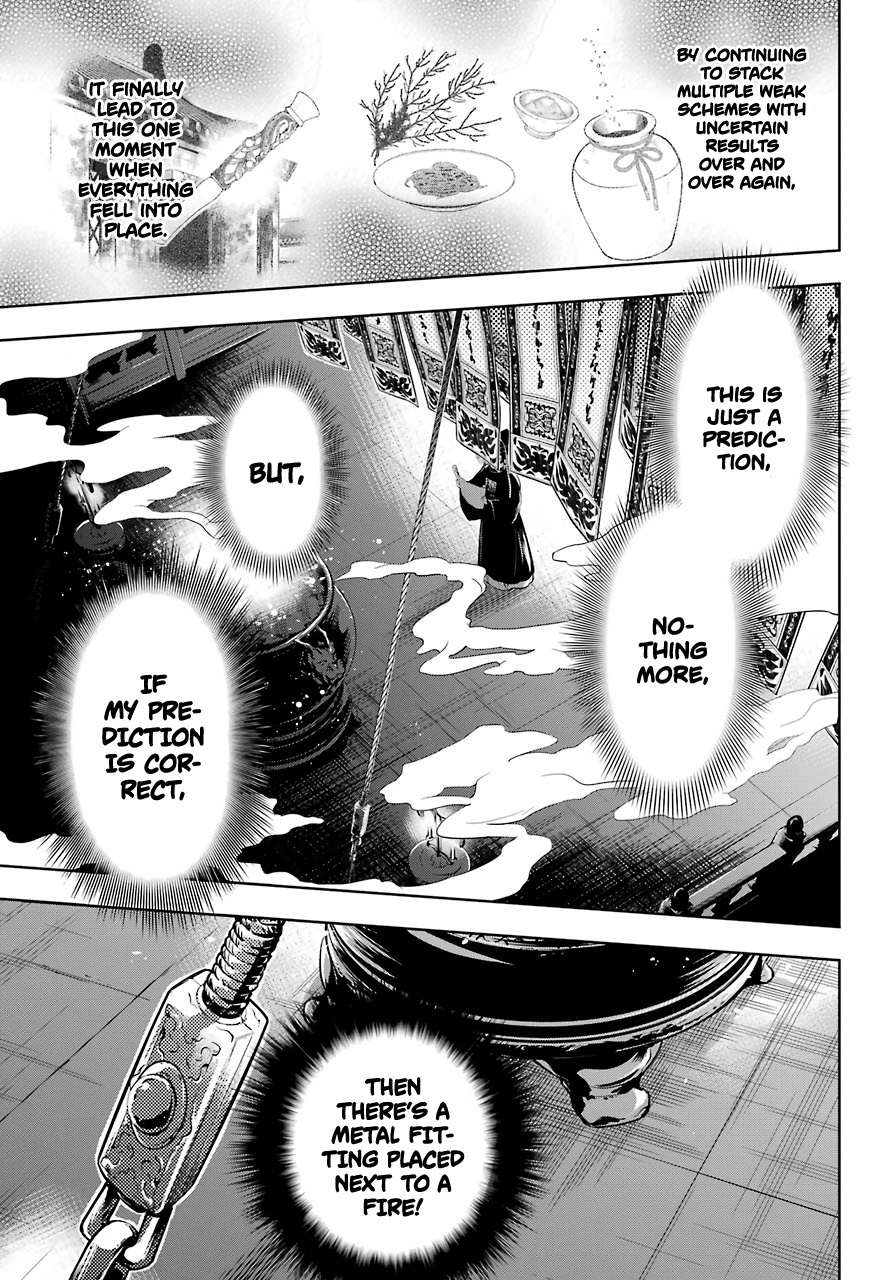 BY CONTINUING
TO STACK
MULTIPLE WEAK
SCHEMES WITH
UNCERTAIN
RESULTS
OVER AND
OVER AGAIN,
IT FINALLY
LEAD TO
THIS ONE
MOMENT
WHEN
EVERYTHING
FELL INTO
PLACE.
THIS IS
JUST A
PREDIC-
TION,
NO-
THING
MORE,
BUT,
IF
MY PRE-
DICTION
IS COR-
RECT,
THEN
THERE'S A
METAL FIT-
TING PLACED
NEXT TO A
FIRE!